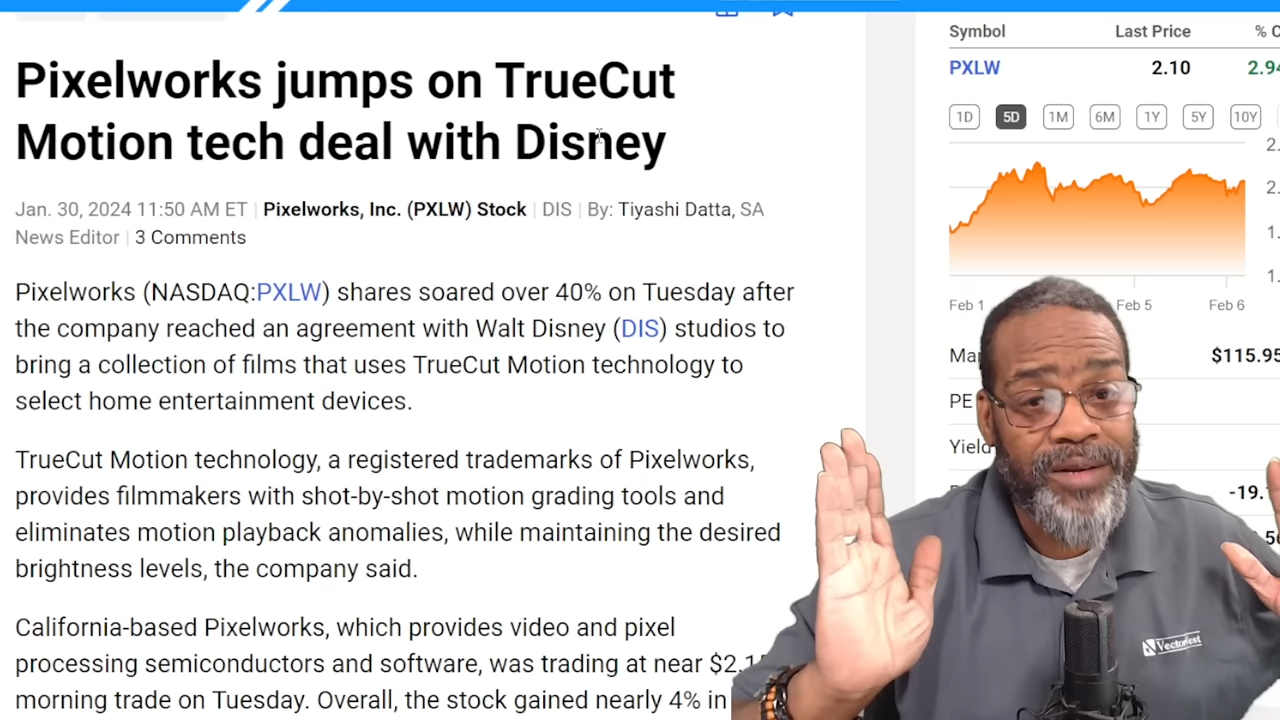 Pixelworks jumps on TrueCut
Motion tech deal with Disney
Jan. 30, 2024 11:50 AM ET | Pixelworks, Inc. (PXLW) Stock | DIS | By: Tiyashi Datta, SA
News Editor | 3 Comments
Pixelworks (NASDAQ:PXLW) shares soared over 40% on Tuesday after
the company reached an agreement with Walt Disney (DIS) studios to
bring a collection of films that uses TrueCut Motion technology to
select home entertainment devices.
TrueCut Motion technology, a registered trademarks of Pixelworks,
provides filmmakers with shot-by-shot motion grading tools and
eliminates motion playback anomalies, while maintaining the desired
brightness levels, the company said.
California-based Pixelworks, which provides video and pixel
processing semiconductors and software, was trading at near
morning trade on Tuesday. Overall, the stock gained nearly 4% in
Symbol Last Price %
PXLW 2.10 2.94
1D 5D 1M 6M 1Y 5Y 10Y
Feb 1 Feb 5 Feb 6
$115.95
PE
Yield
VectorVest